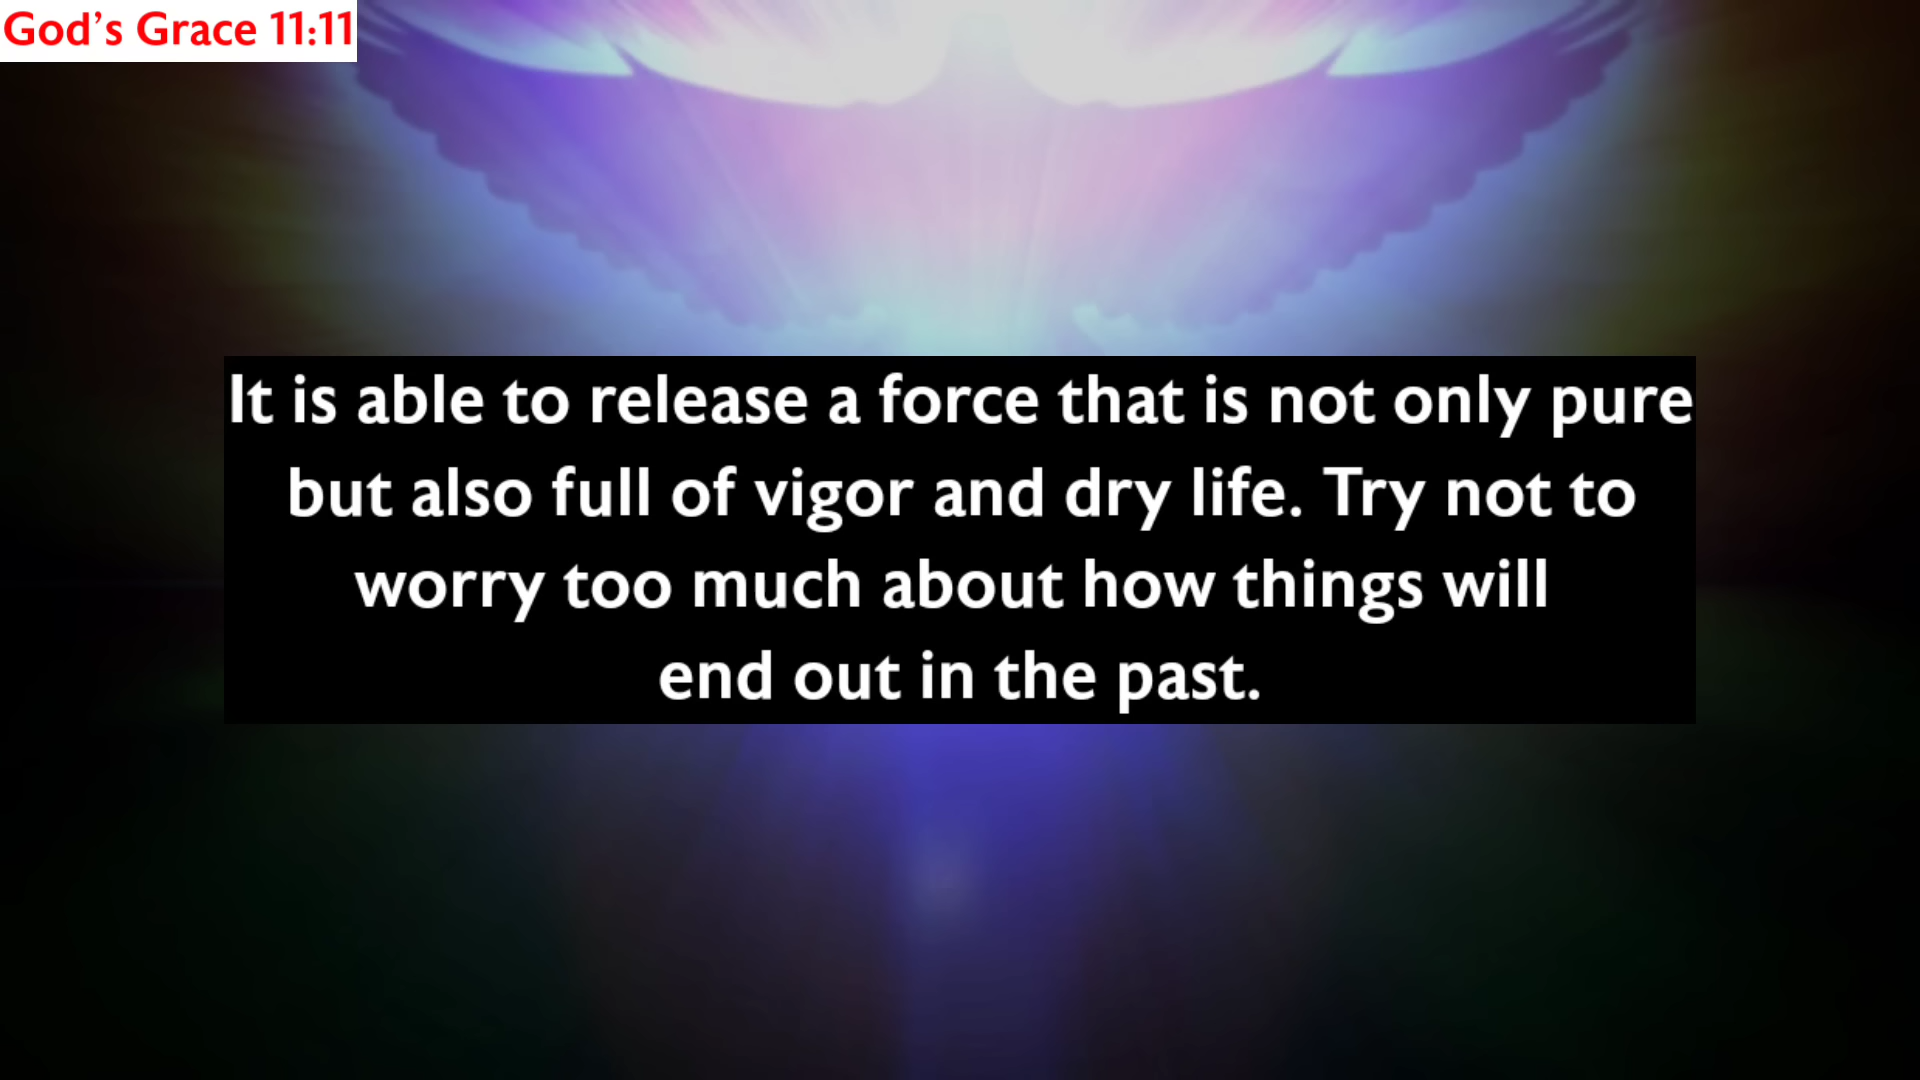 God’s Grace 11:11
It is able to release a force that is not only pure
but also full of vigor and dry life. Try not to
worry too much about how things will
end out in the past.